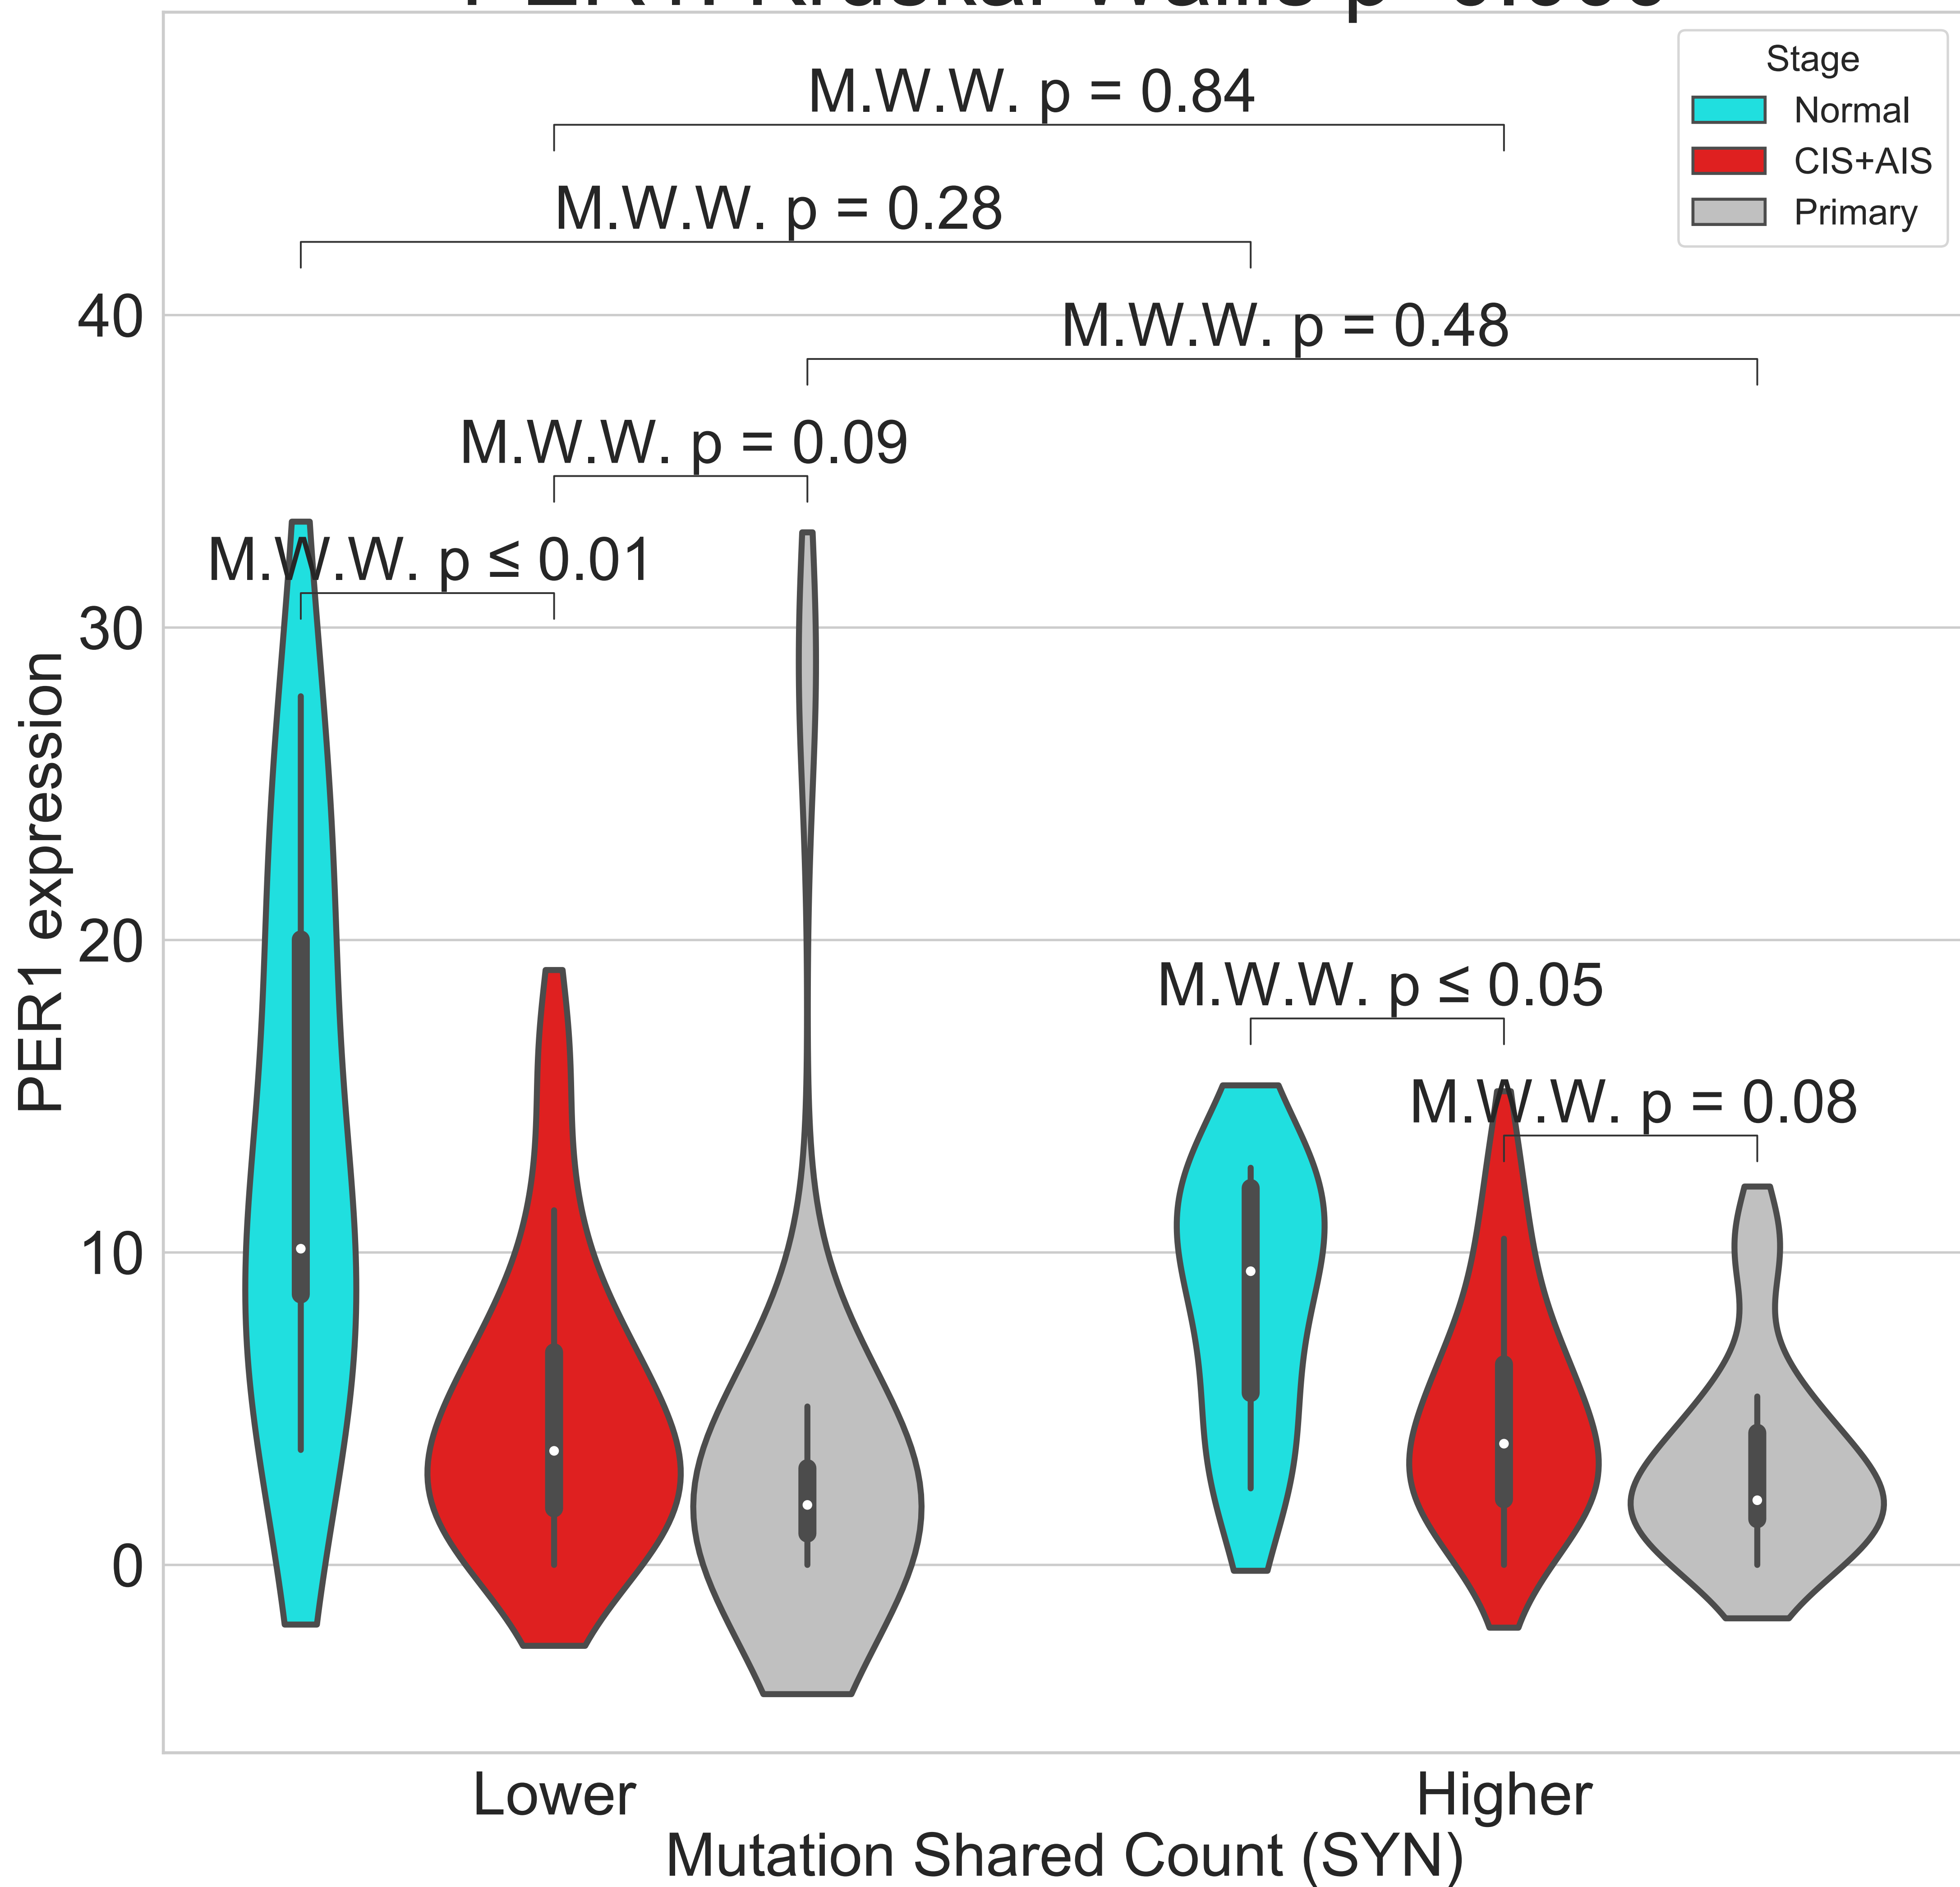 Stage
Normal
CIS+AIS
Primary
M.W.W. p = 0.84
M.W.W. p = 0.28
M.W.W. p = 0.48
M.W.W. p = 0.09
M.W.W. p ≤ 0.01
M.W.W. p ≤ 0.05
M.W.W. p = 0.08
40
30
20
10
0
PER1 expression
Lower
Higher
Mutation Shared Count (SYN)